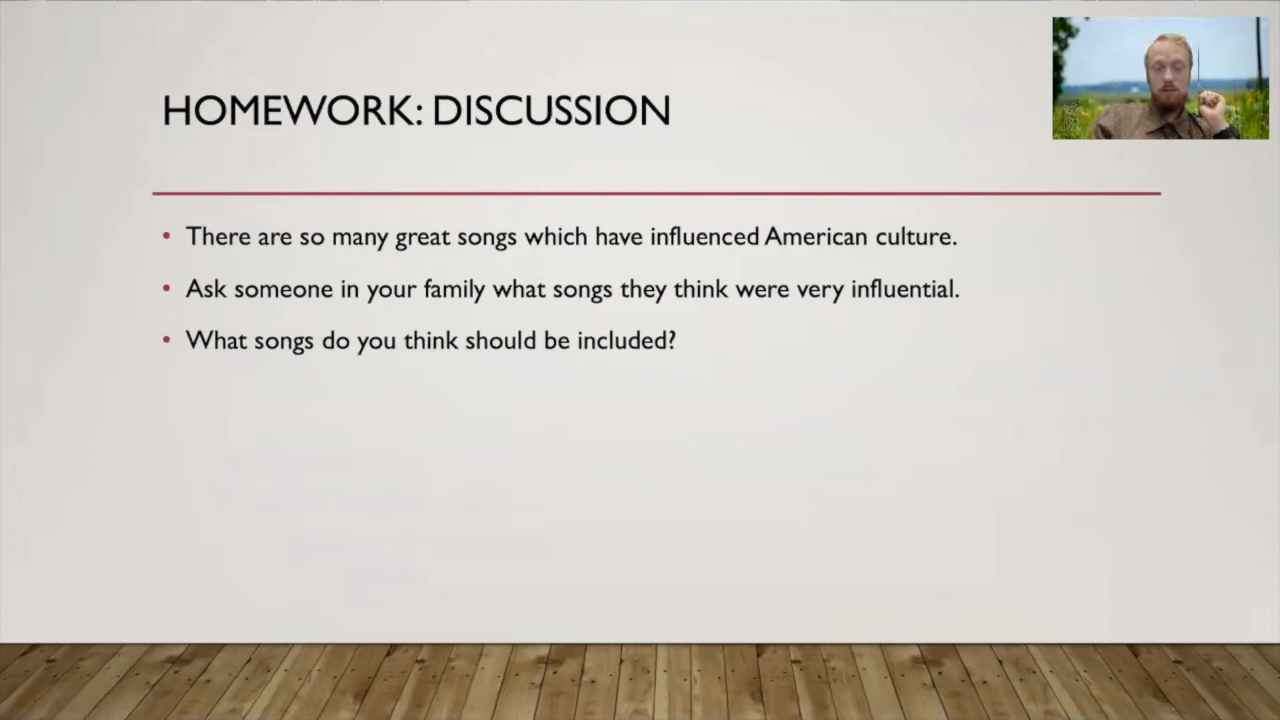 HOMEWORK: DISCUSSION
There are so many great songs which have influenced American culture.
Ask someone in your family what songs they think were very influential.
What songs do you think should be included?